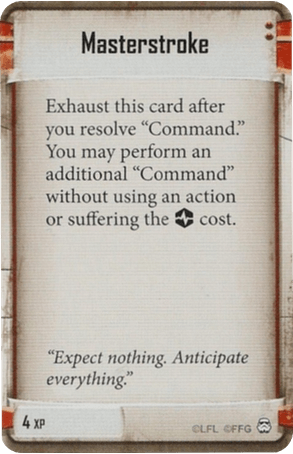 Masterstroke
Exhaust this card after
you resolve “Command.”
You may perform an
additional “Command”
without using an action
or suffering the cost.
“Expect nothing. Anticipate
everything.”
4 XP
©LFL ©FFG